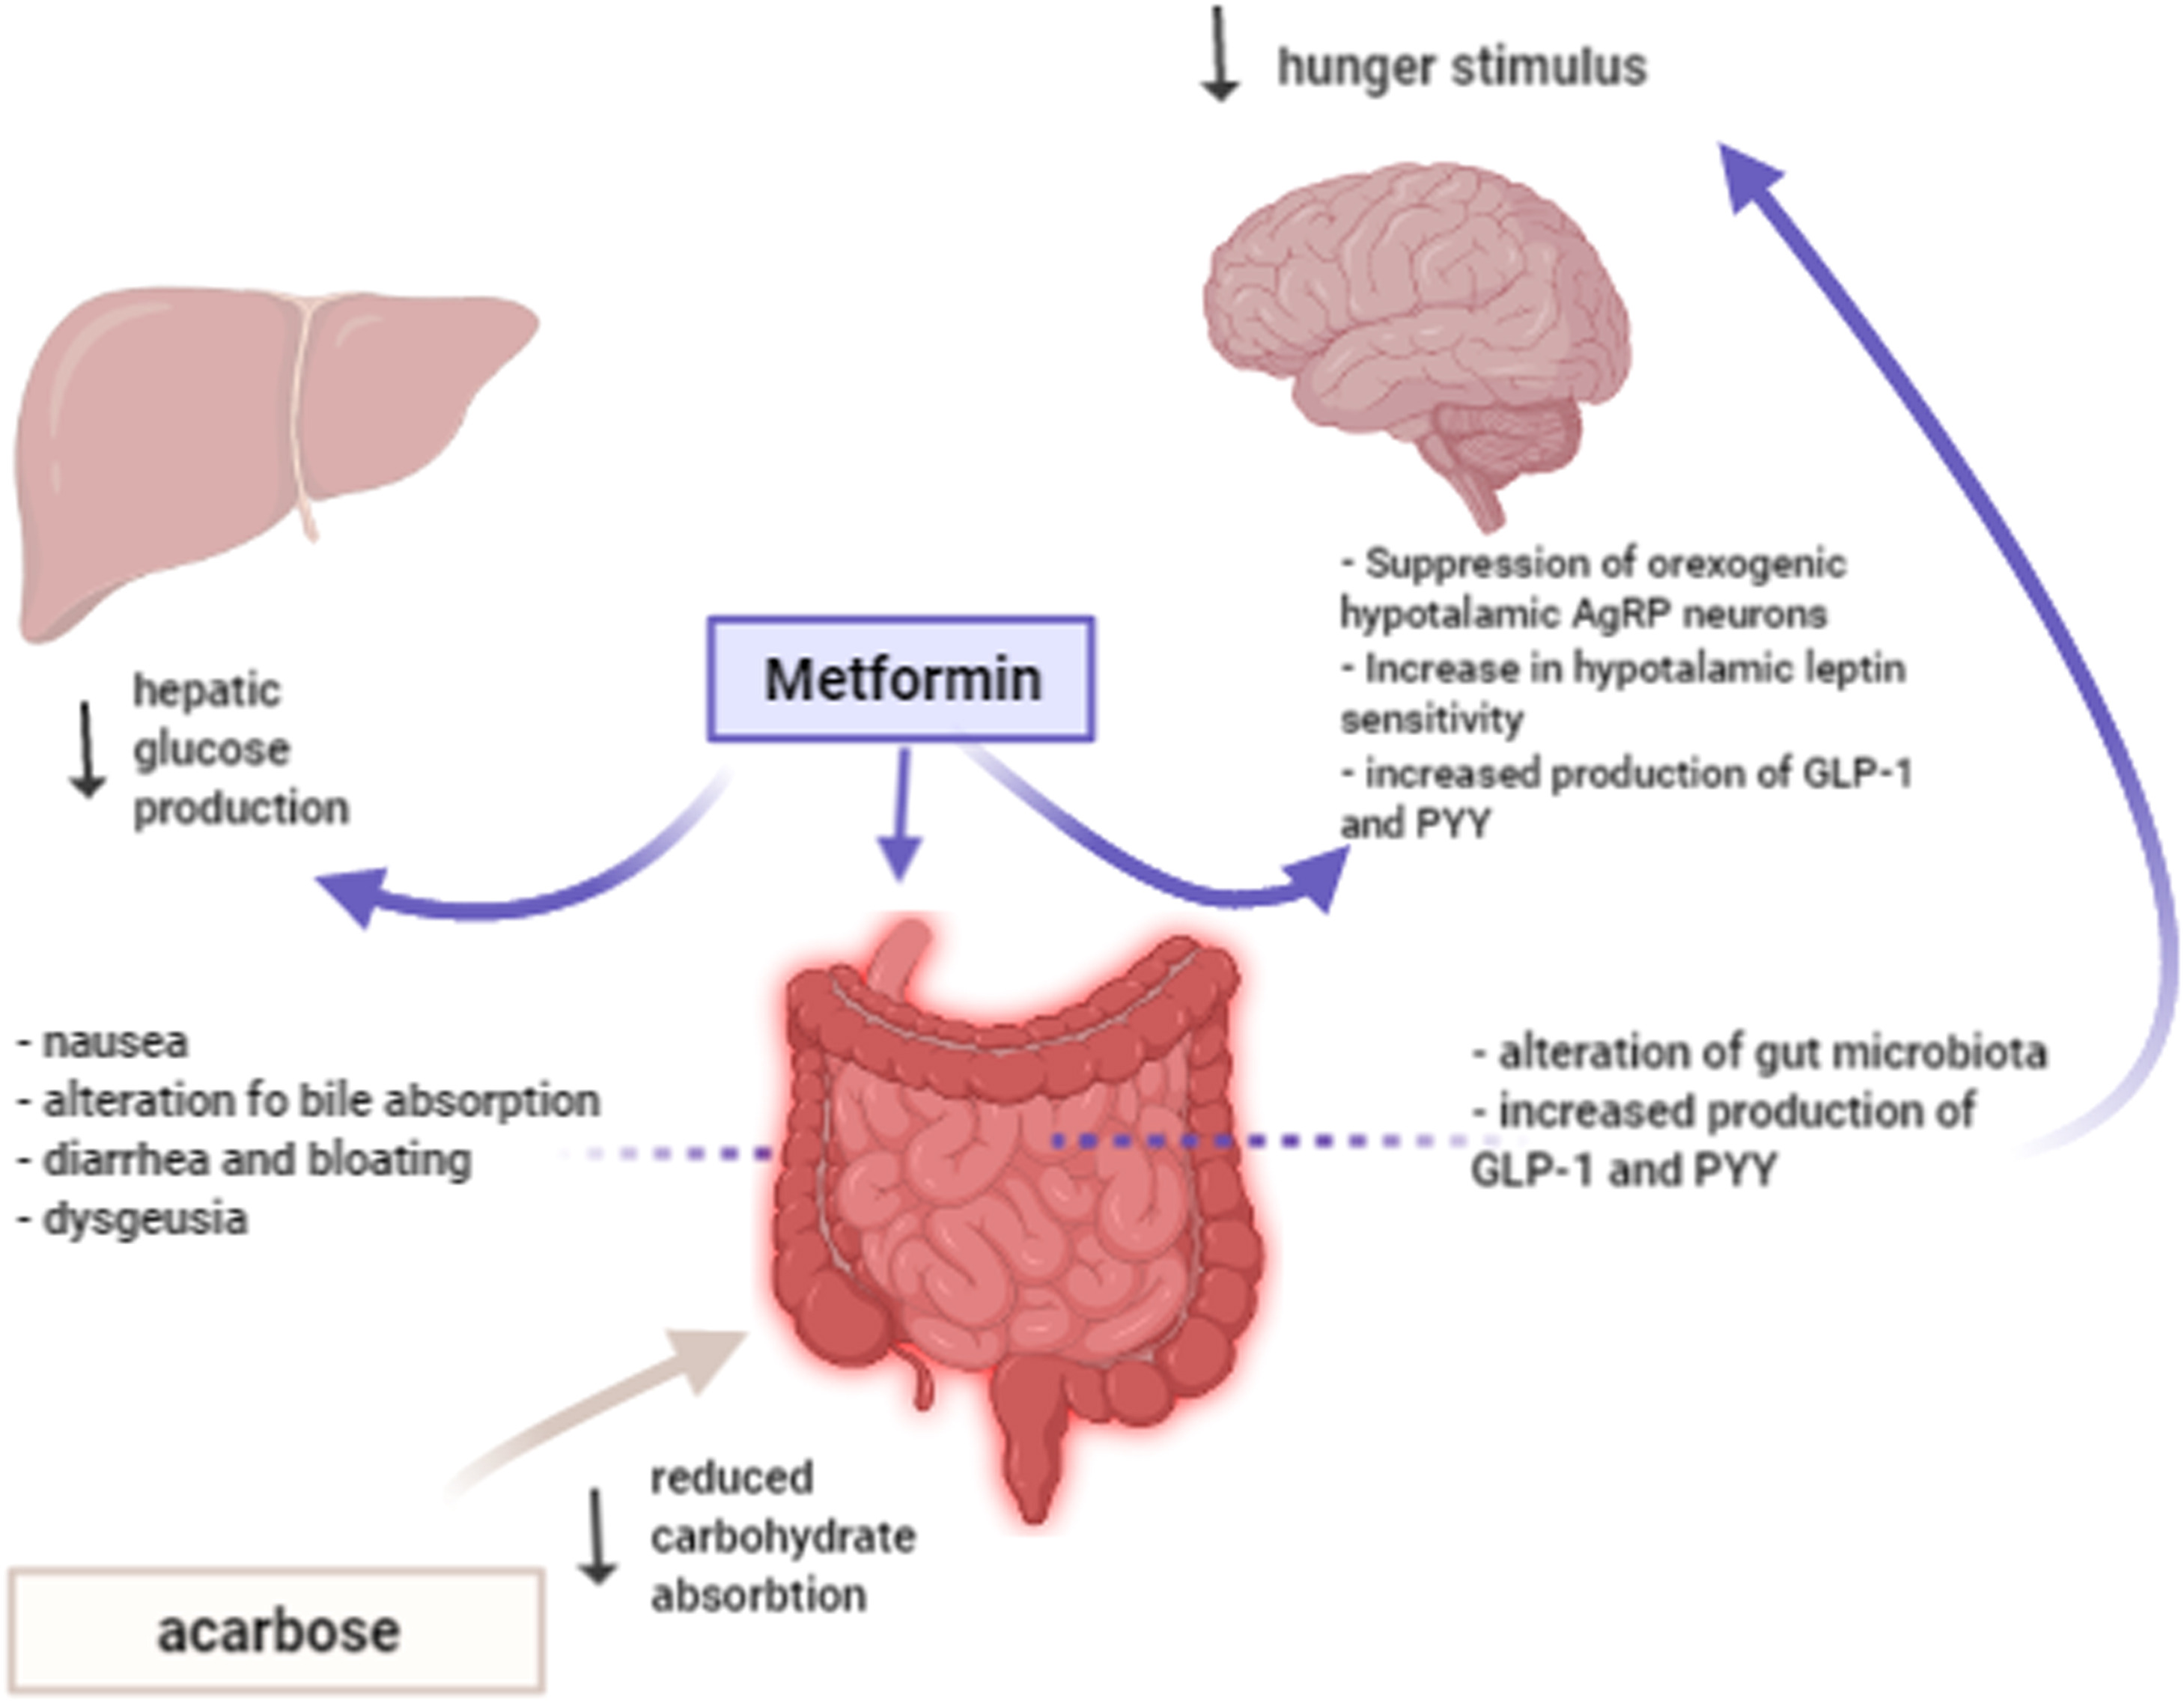 hunger stimulus
- Suppression of orexogenic
hypotalamic AgRP neurons
- Increase in hypotalamic leptin
sensitivity
- increased production of GLP-1
and PYY
Metformin
hepatic
glucose
production
- nausea
- alteration fo bile absorption
- diarrhea and bloating
- dysgeusia
- alteration of gut microbiota
- increased production of
GLP-1 and PYY
reduced
carbohydrate
absorbtion
acarbose